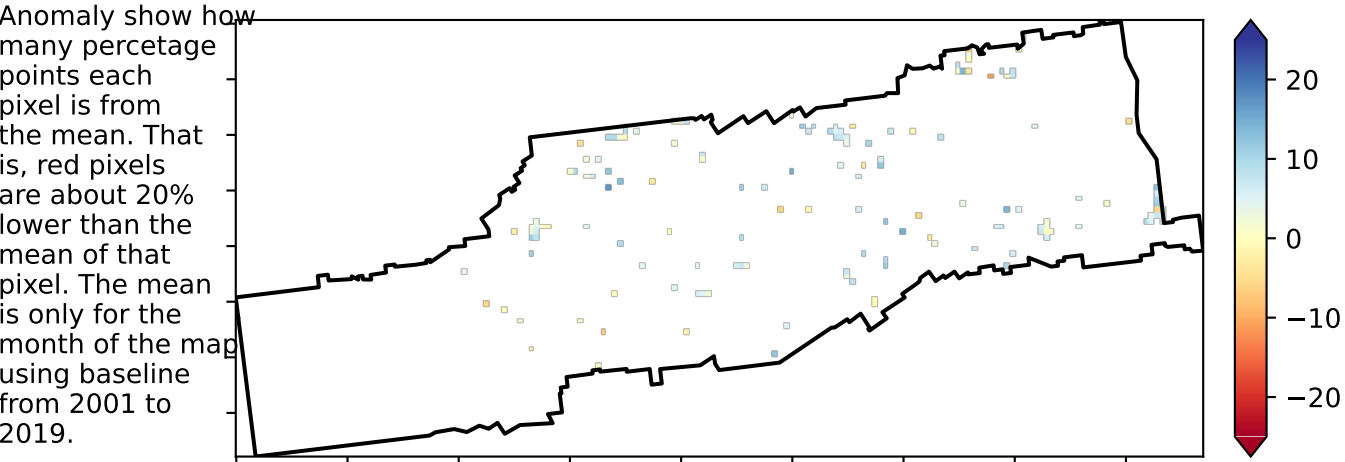 Anomaly show how
many percetage
points each
pixel is from
the mean. That
is, red pixels
are about 20%
lower than the
mean of that
pixel. The mean
is only for the
month of the map
using baseline
from 2001 to
2019.
20
10
0
−10
−20